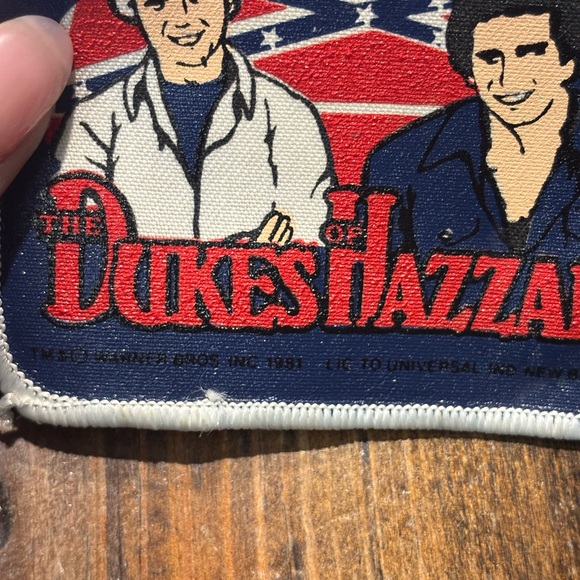 THE DUKES OF HAZZA
TM & © WARNER BROS INC 1981 LIC TO UNIVERSAL IND NEW B